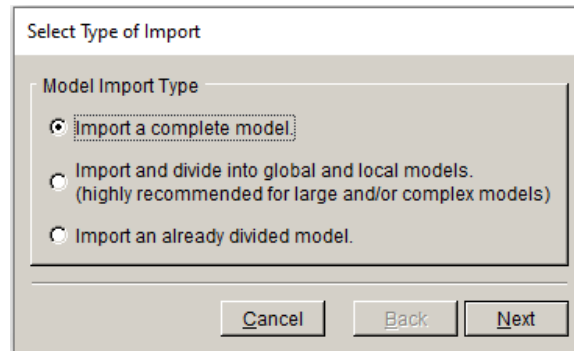 Select Type of Import
Model Import Type
Import a complete model.
Import and divide into global and local models.
(highly recommended for large and/or complex models)
Import an already divided model.
Cancel Back Next